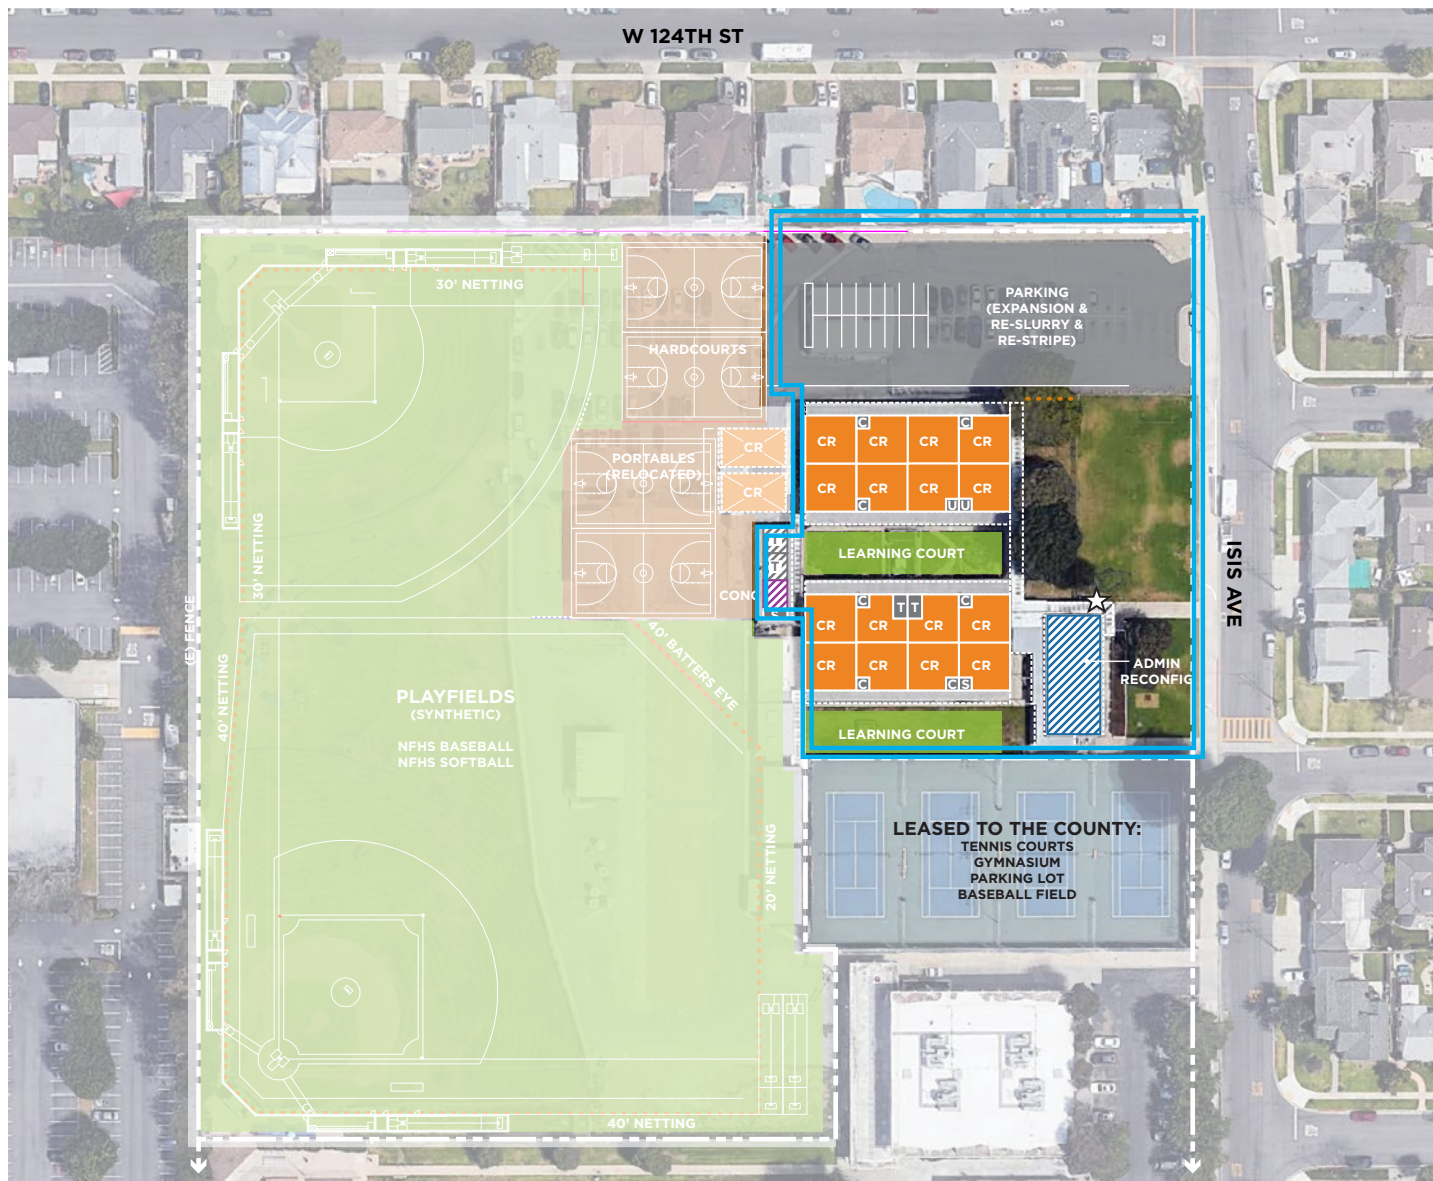 W 124TH ST
30' NETTING
PARKING
(EXPANSION &
RE-SLURRY &
RE-STRIPE)
HARDCOURTS
C
C
CR
CR
CR
CR
CR
PORTABLES
(RELOCATED)
CR
CR
CR
CR
CR
C
U U
30' NETTING
T
T
LEARNING COURT
ISIS AVE
(E) FENCE
CONC
S
C
T T
C
CR
CR
CR
CR
40' BATTERS EYE
CR
CR
CR
CR
C
C S
ADMIN
RECONFIG
40' NETTING
PLAYFIELDS
(SYNTHETIC)
NFHS BASEBALL
NFHS SOFTBALL
LEARNING COURT
20' NETTING
LEASED TO THE COUNTY:
TENNIS COURTS
GYMNASIUM
PARKING LOT
BASEBALL FIELD
40' NETTING